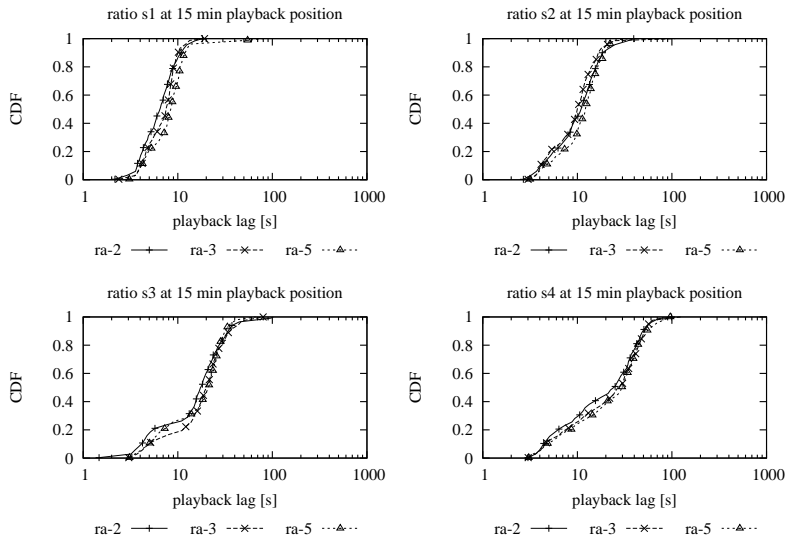 ratio s1 at 15 min playback position
1
0.8
0.6
0.4
0.2
0
CDF
1 10 100 1000
playback lag [s]
ra-2 ra-3 ra-5
ratio s2 at 15 min playback position
1
0.8
0.6
0.4
0.2
0
CDF
1 10 100 1000
playback lag [s]
ra-2 ra-3 ra-5
ratio s3 at 15 min playback position
1
0.8
0.6
0.4
0.2
0
CDF
1 10 100 1000
playback lag [s]
ra-2 ra-3 ra-5
ratio s4 at 15 min playback position
1
0.8
0.6
0.4
0.2
0
CDF
1 10 100 1000
playback lag [s]
ra-2 ra-3 ra-5